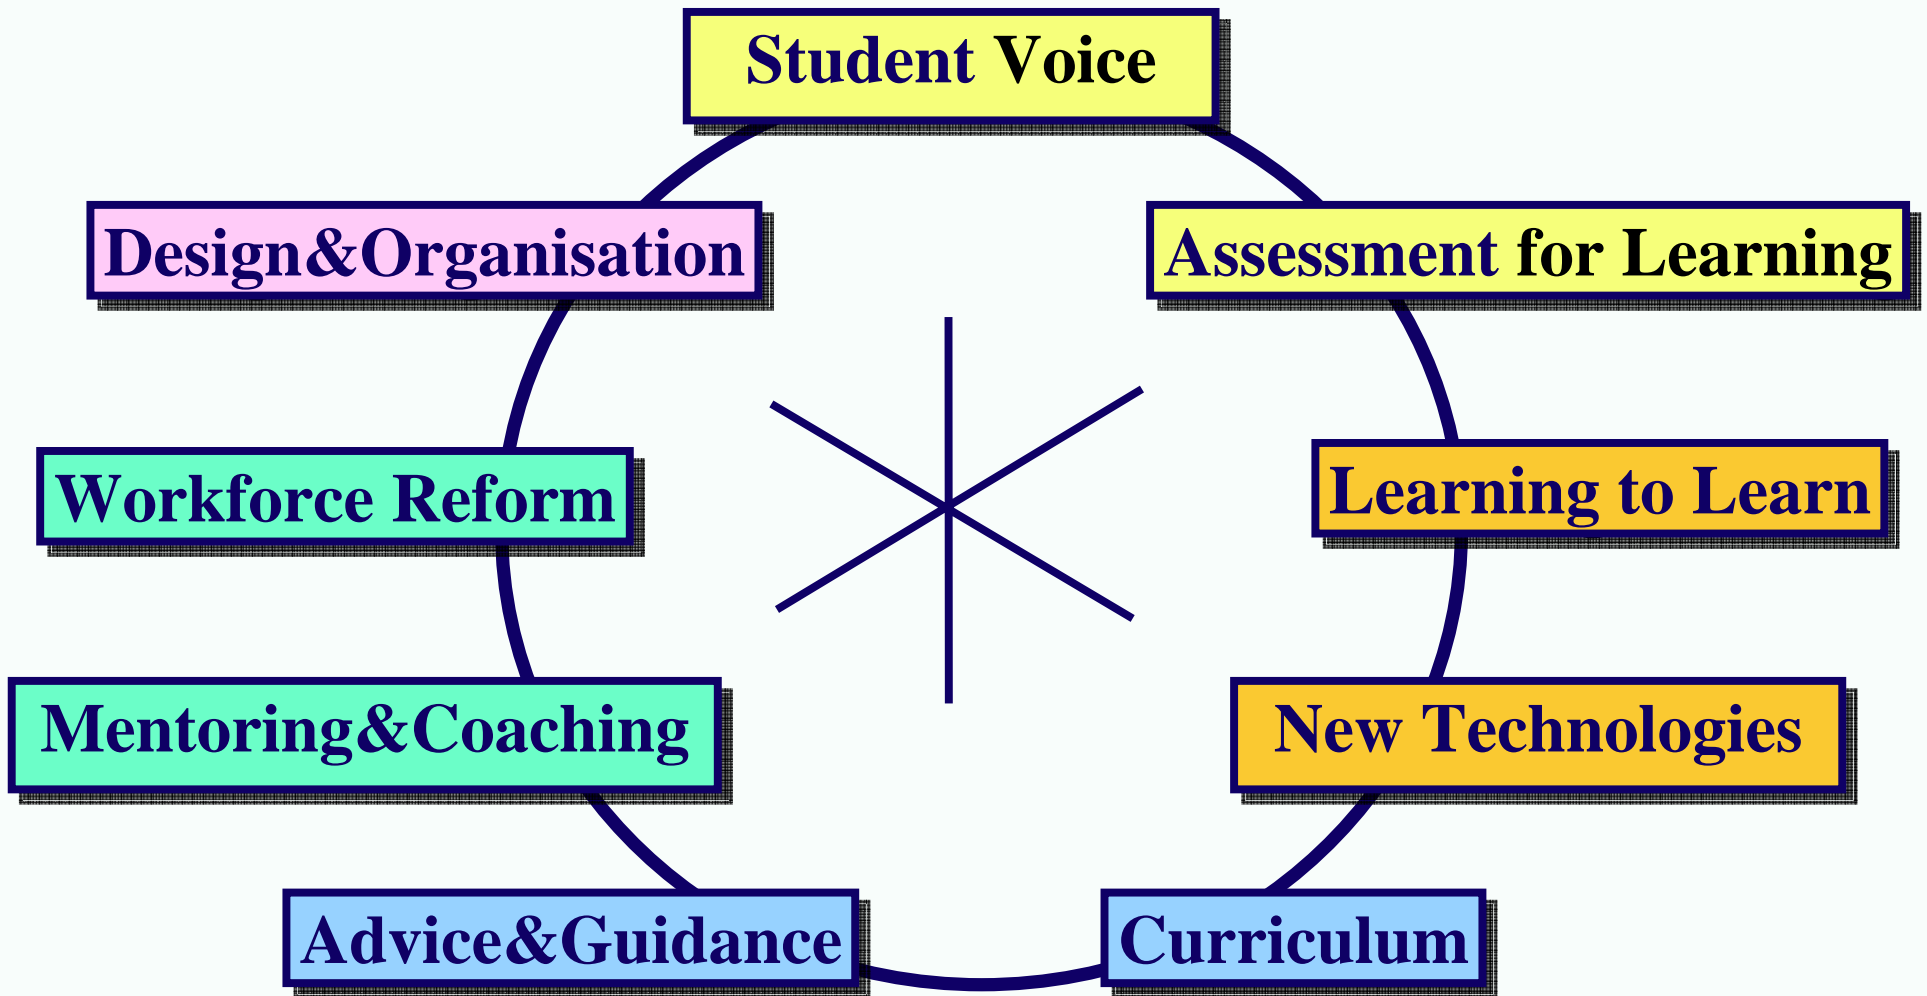 Student Voice
Design&Organisation
Assessment for Learning
Workforce Reform
Learning to Learn
Mentoring&Coaching
New Technologies
Advice&Guidance
Curriculum